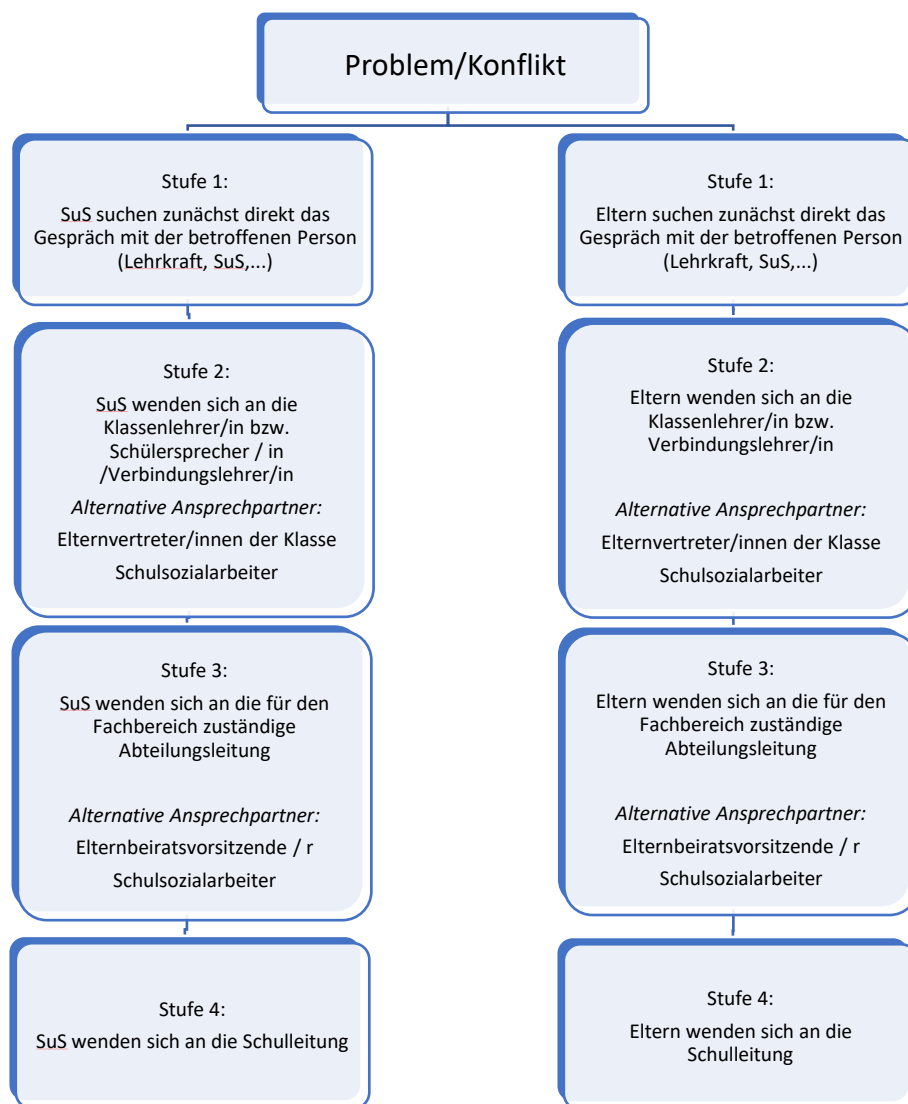 Problem/Konflikt
Stufe 1:
SuS suchen zunächst direkt das
Gespräch mit der betroffenen Person
(Lehrkraft, SuS,...)
Stufe 2:
SuS wenden sich an die
Klassenlehrer/in bzw.
Schülersprecher / in
/Verbindungslehrer/in
Alternative Ansprechpartner:
Elternvertreter/innen der Klasse
Schulsozialarbeiter
Stufe 3:
SuS wenden sich an die für den
Fachbereich zuständige
Abteilungsleitung
Alternative Ansprechpartner:
Elternbeiratsvorsitzende / r
Schulsozialarbeiter
Stufe 4:
SuS wenden sich an die Schulleitung
Stufe 1:
Eltern suchen zunächst direkt das
Gespräch mit der betroffenen Person
(Lehrkraft, SuS,...)
Stufe 2:
Eltern wenden sich an die
Klassenlehrer/in bzw.
Verbindungslehrer/in
Alternative Ansprechpartner:
Elternvertreter/innen der Klasse
Schulsozialarbeiter
Stufe 3:
Eltern wenden sich an die für den
Fachbereich zuständige
Abteilungsleitung
Alternative Ansprechpartner:
Elternbeiratsvorsitzende / r
Schulsozialarbeiter
Stufe 4:
Eltern wenden sich an die
Schulleitung